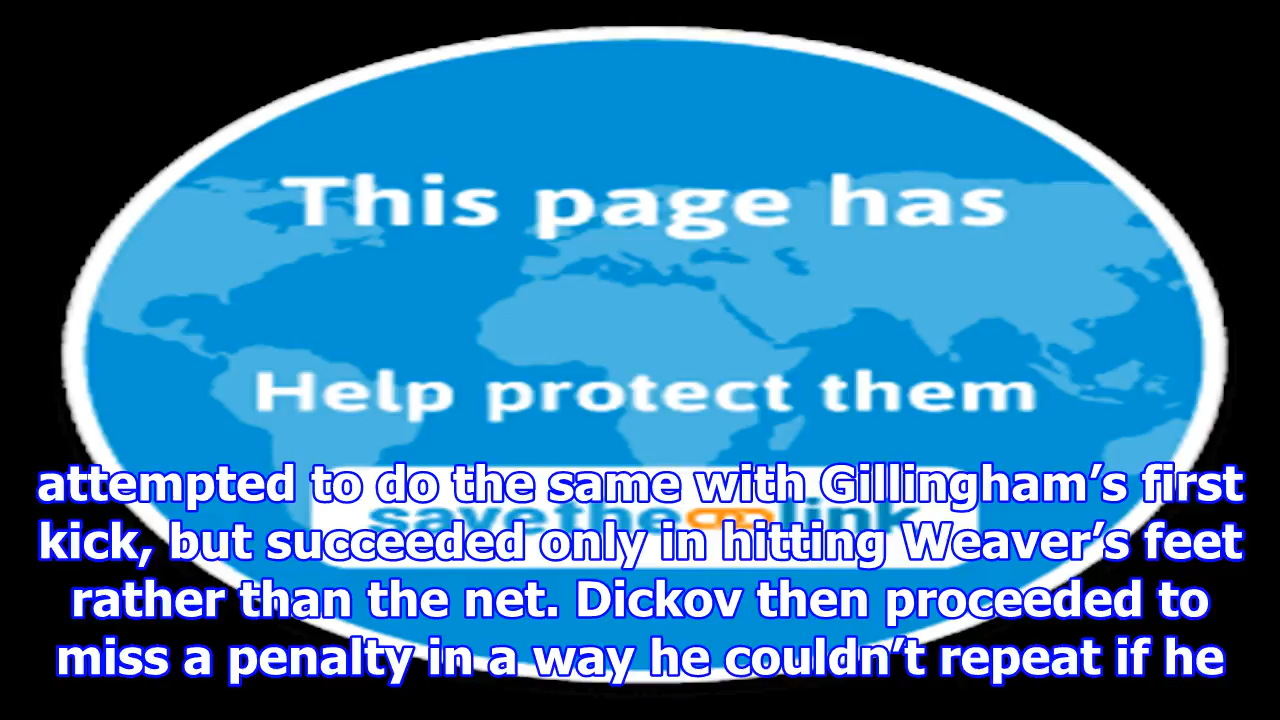 This page has
Help protect them
savethe link
attempted to do the same with Gillingham’s first
kick, but succeeded only in hitting Weaver’s feet
rather than the net. Dickov then proceeded to
miss a penalty in a way he couldn’t repeat if he